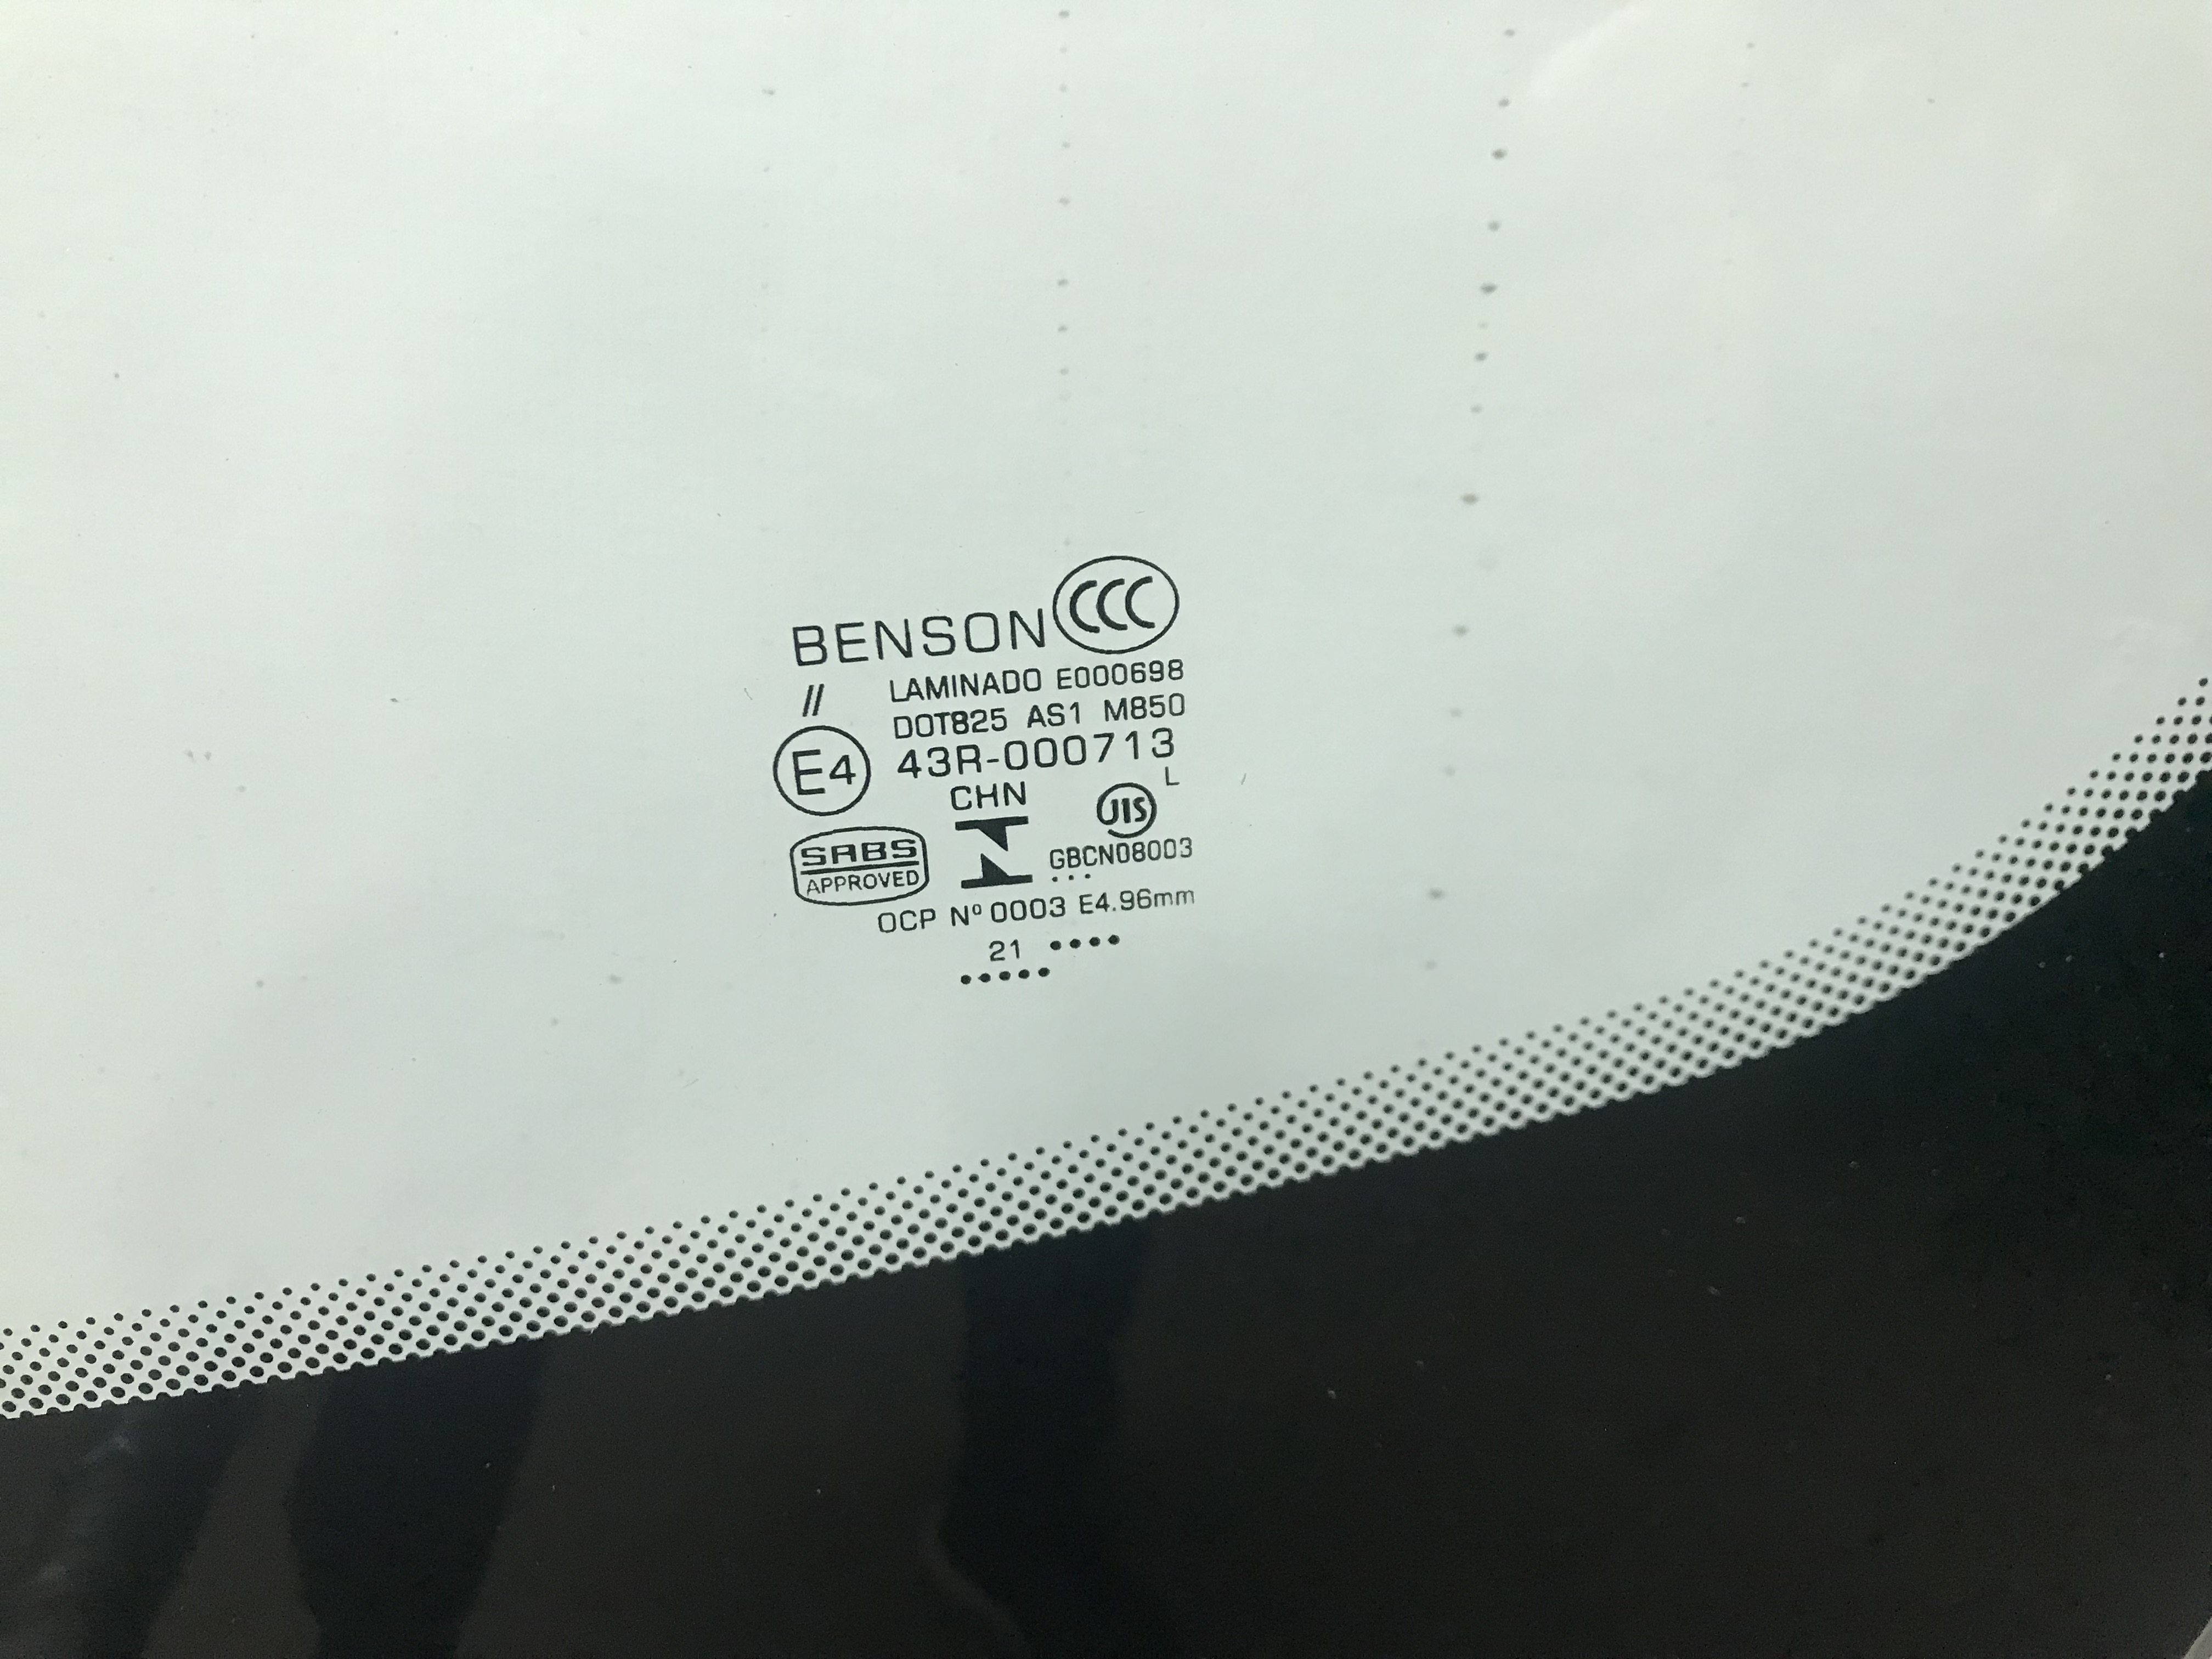 BENSON CCC
// LAMINADO E000698
DOT825 AS1 M850
E4 43R-000713
L
CHN
JIS
SABS
APPROVED
GBCN08003
OCP Nº 0003 E4.96mm
21